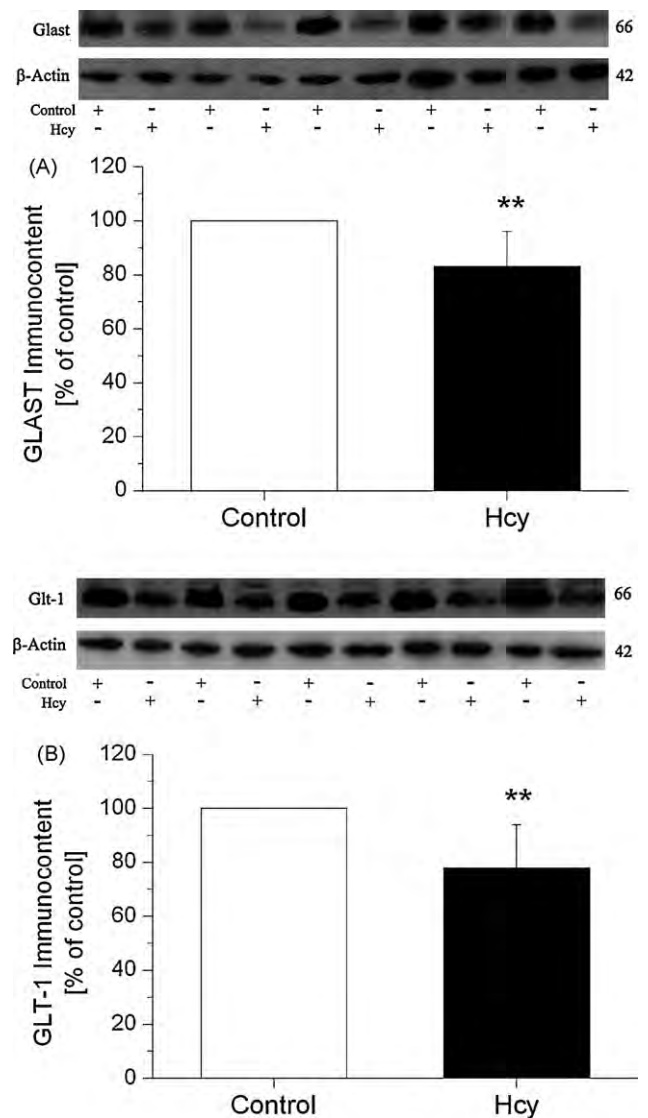 Glast 66
β-Actin 42
Control + - + - + - + - + -
Hcy - + - + - + - + - +
(A)
120
100
80
60
40
20
0
GLAST Immunocontent
[% of control]
**
Control Hcy
Glt-1 66
β-Actin 42
Control + - + - + - + - + -
Hcy - + - + - + - + - +
(B)
120
100
80
60
40
20
0
GLT-1 Immunocontent
[% of control]
**
Control Hcy